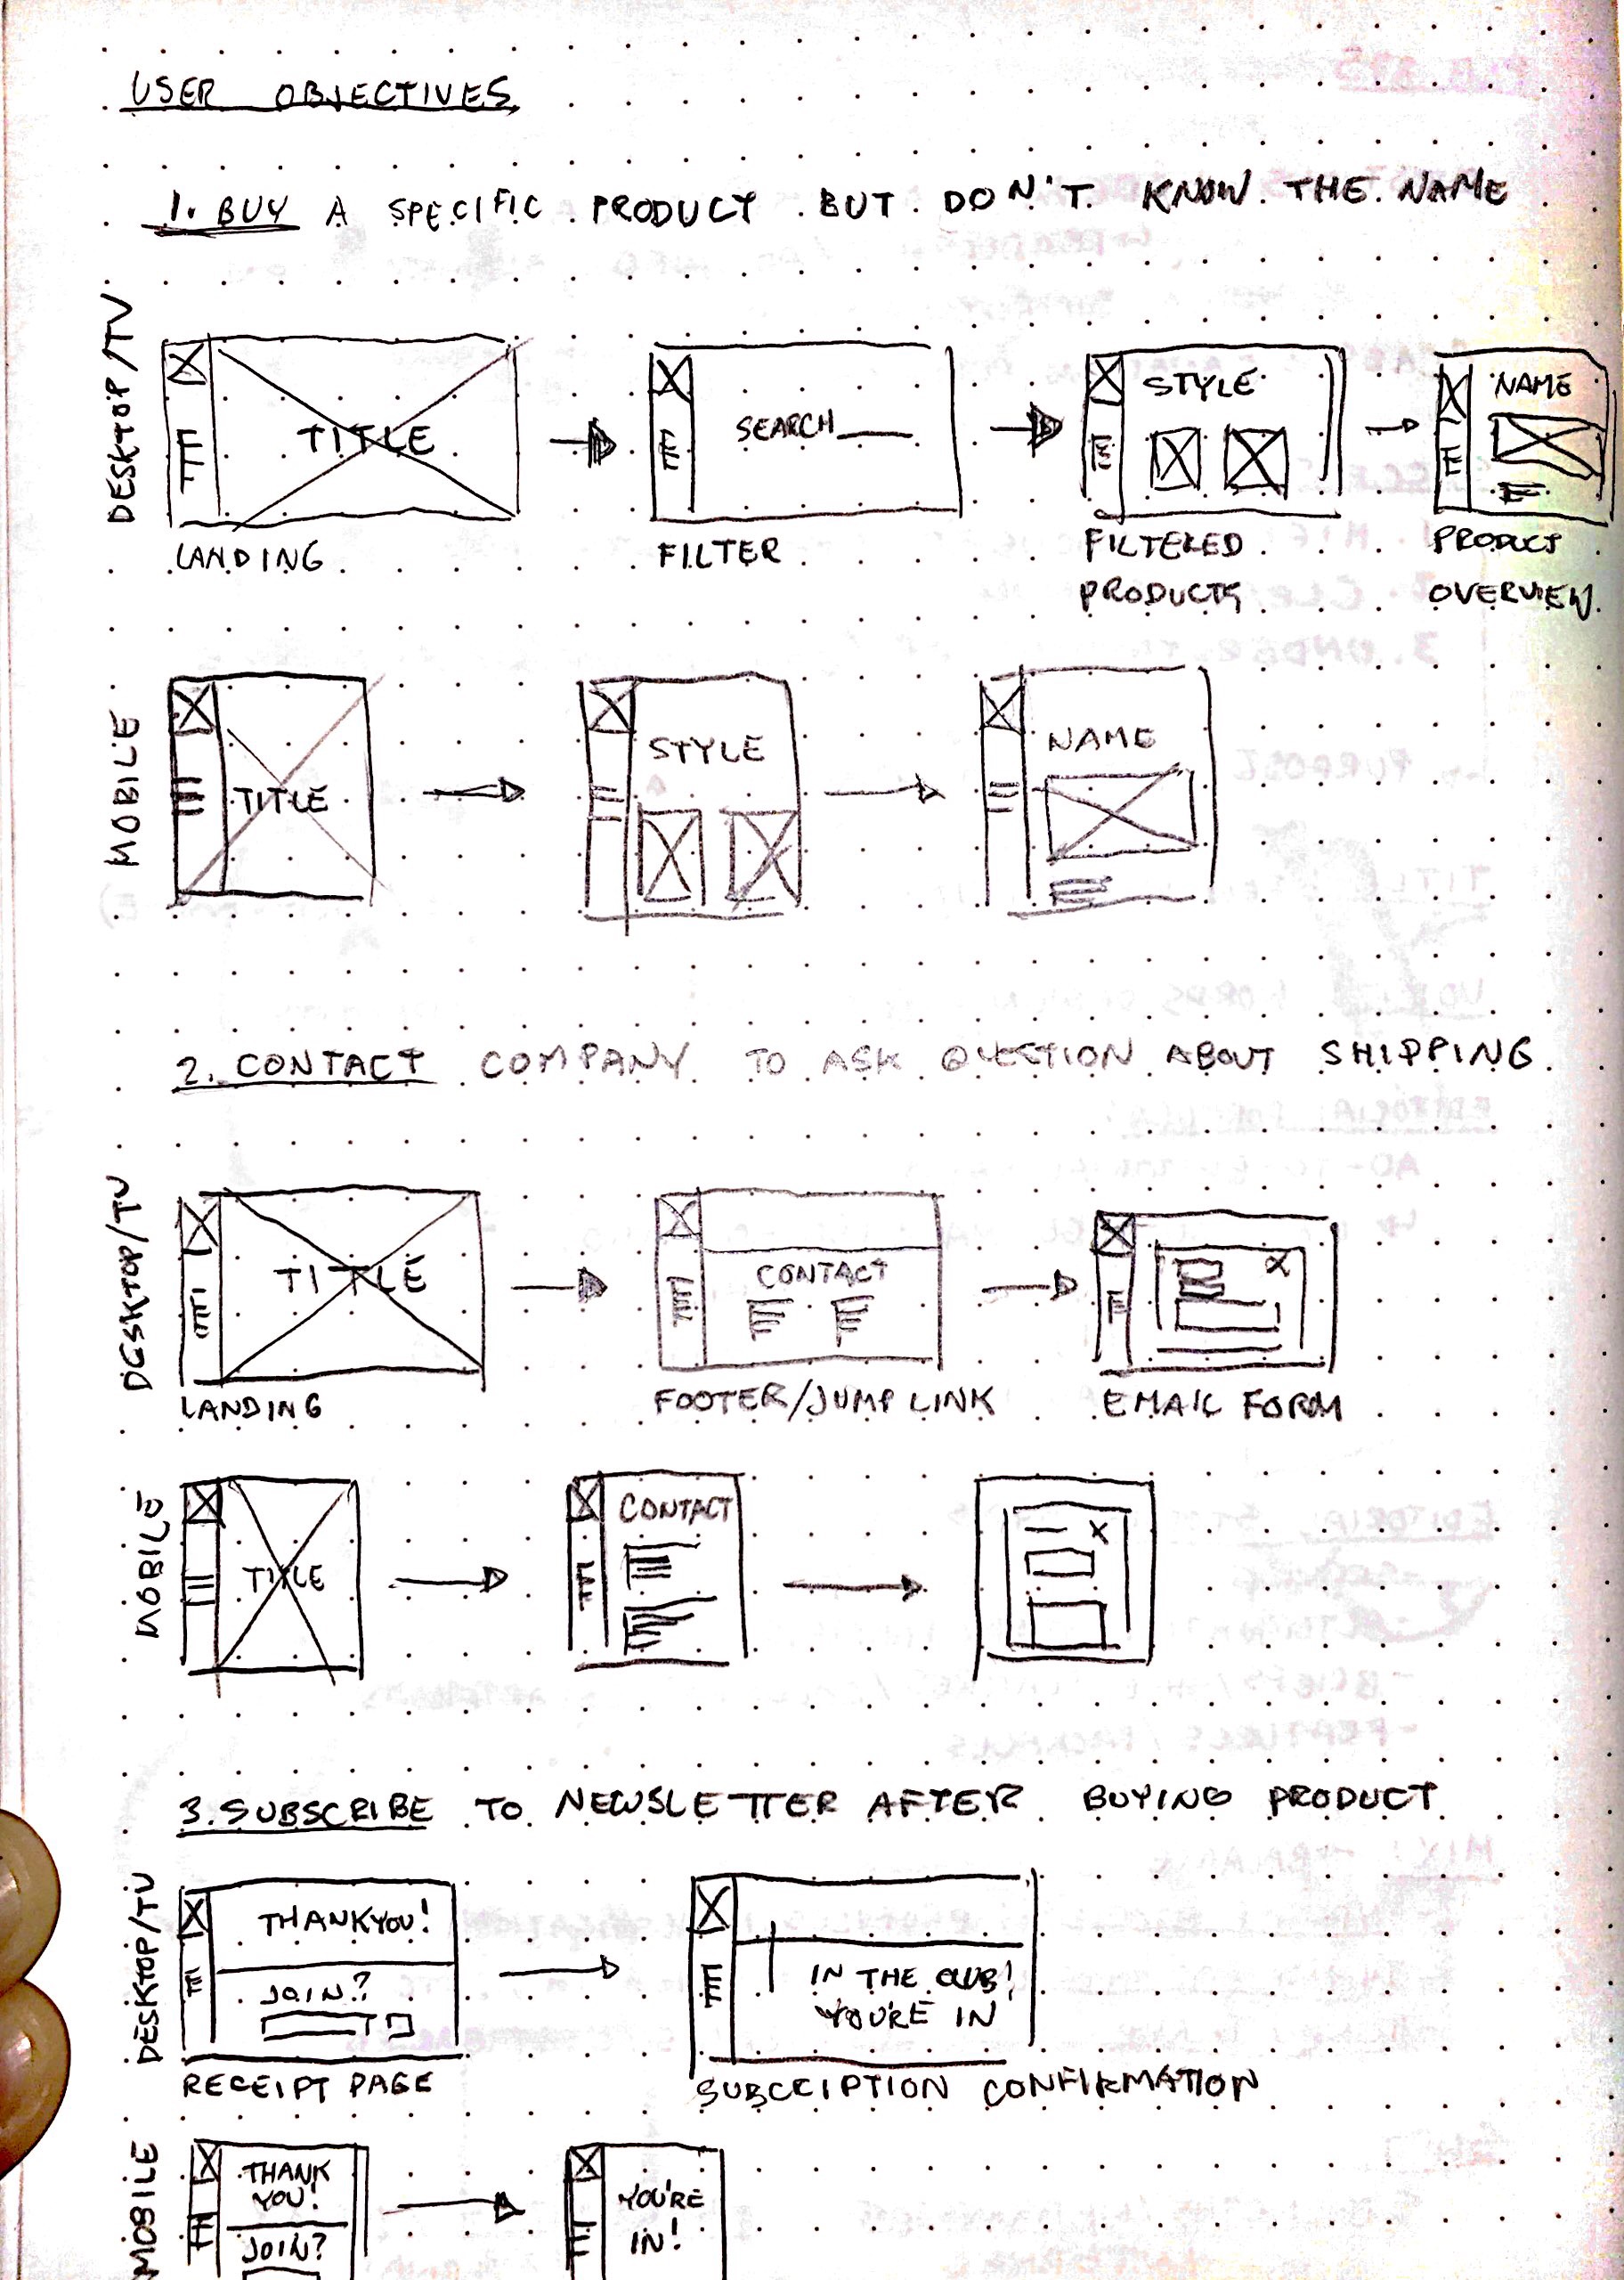 USER OBJECTIVES
1. BUY A SPECIFIC PRODUCT BUT DON'T KNOW THE NAME
DESKTOP/TV
TITLE
SEARCH
STYLE
NAME
LANDING
FILTER
FILTERED
PRODUCTS
PRODUCT
OVERVIEW
MOBILE
TITLE
STYLE
NAME
2. CONTACT COMPANY TO ASK QUESTION ABOUT SHIPPING
DESKTOP/TV
TITLE
CONTACT
LANDING
FOOTER/JUMP LINK
EMAIL FORM
MOBILE
TITLE
CONTACT
3. SUBSCRIBE TO NEWSLETTER AFTER BUYING PRODUCT
DESKTOP/TV
THANKYOU!
JOIN?
IN THE CLUB!
YOU'RE IN
RECEIPT PAGE
SUBSCRIPTION CONFIRMATION
MOBILE
THANK
YOU!
JOIN?
YOU'RE
IN!